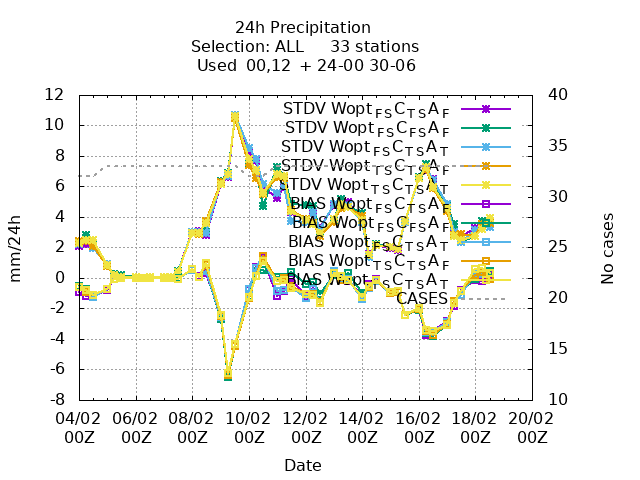 24h Precipitation
Selection: ALL     33 stations
Used  00,12  + 24-00 30-06
mm/24h
No cases
12
10
8
6
4
2
0
-2
-4
-6
-8
40
35
30
25
20
15
10
STDV Wopt_FS C_TS A_F
STDV Wopt_FS C_FS A_F
STDV Wopt_FS C_TS A_T
STDV Wopt_TS C_TS A_F
STDV Wopt_TS C_TS A_T
BIAS Wopt_FS C_TS A_F
BIAS Wopt_FS C_FS A_F
BIAS Wopt_FS C_TS A_T
BIAS Wopt_TS C_TS A_F
BIAS Wopt_TS C_TS A_T
CASES
04/02 06/02 08/02 10/02 12/02 14/02 16/02 18/02 20/02
00Z 00Z 00Z 00Z 00Z 00Z 00Z 00Z 00Z
Date